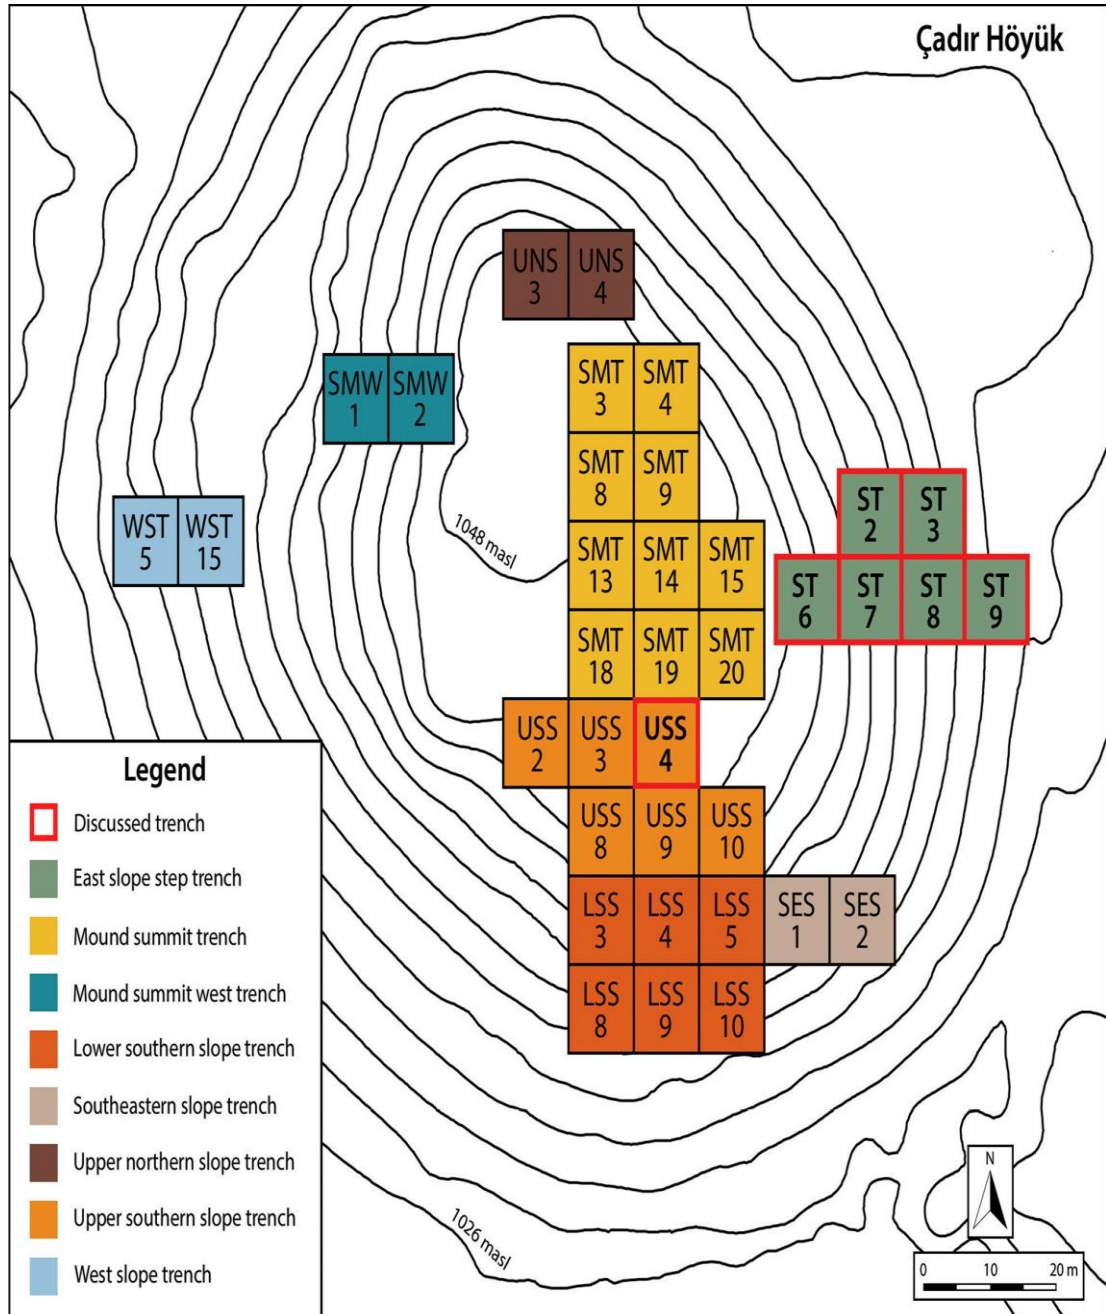 Çadır Höyük
UNS
3
UNS
4
SMW
1
SMW
2
SMT
3
SMT
4
SMT
8
SMT
9
WST
5
WST
15
1048 masl
SMT
13
SMT
14
SMT
15
ST
2
ST
3
ST
6
ST
7
ST
8
ST
9
SMT
18
SMT
19
SMT
20
USS
2
USS
3
USS
4
USS
8
USS
9
USS
10
LSS
3
LSS
4
LSS
5
SES
1
SES
2
LSS
8
LSS
9
LSS
10
Legend
Discussed trench
East slope step trench
Mound summit trench
Mound summit west trench
Lower southern slope trench
Southeastern slope trench
Upper northern slope trench
Upper southern slope trench
West slope trench
1026 masl
N
0 10 20 m